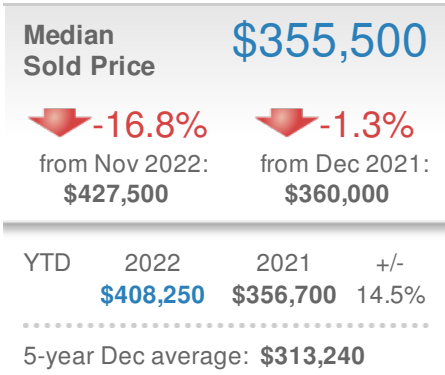 Median $355,500
Sold Price
-16.8% -1.3%
from Nov 2022: from Dec 2021:
$427,500 $360,000
YTD 2022 2021 +/-
$408,250 $356,700 14.5%
5-year Dec average: $313,240